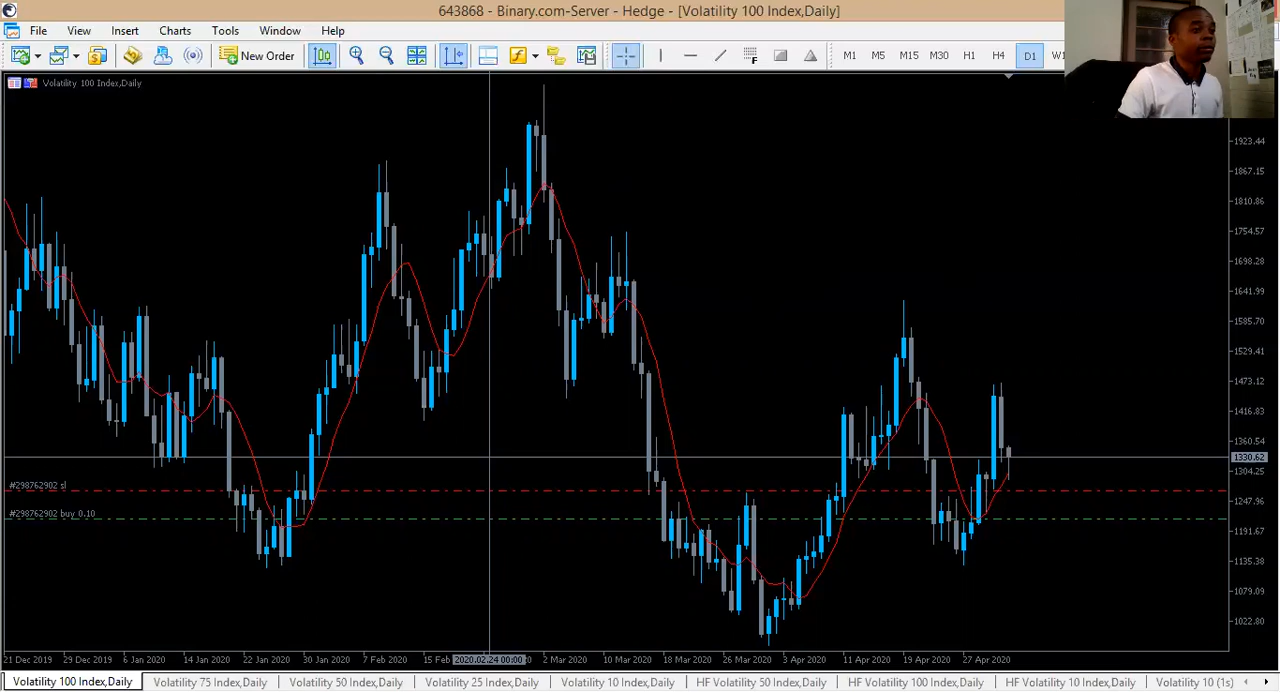 643868 - Binary.com-Server - Hedge - [Volatility 100 Index,Daily]
File View Insert Charts Tools Window Help
New Order F M1 M5 M15 M30 H1 H4 D1
Volatility 100 Index,Daily
1923.44
1867.15
1810.86
1754.57
1698.28
1641.99
1585.70
1529.41
1473.12
1416.83
1360.54
1330.62
1304.25
#298762902 sl
1247.96
#298762902 buy 0.10
1191.67
1135.38
1079.09
1022.80
21 Dec 2019 29 Dec 2019 6 Jan 2020 14 Jan 2020 22 Jan 2020 30 Jan 2020 7 Feb 2020 15 Feb 2020.02.24 00:00 2 Mar 2020 10 Mar 2020 18 Mar 2020 26 Mar 2020 3 Apr 2020 11 Apr 2020 19 Apr 2020 27 Apr 2020
Volatility 100 Index,Daily Volatility 75 Index,Daily Volatility 50 Index,Daily Volatility 25 Index,Daily Volatility 10 Index,Daily HF Volatility 50 Index,Daily HF Volatility 100 Index,Daily HF Volatility 10 Index,Daily Volatility 10 (1s)